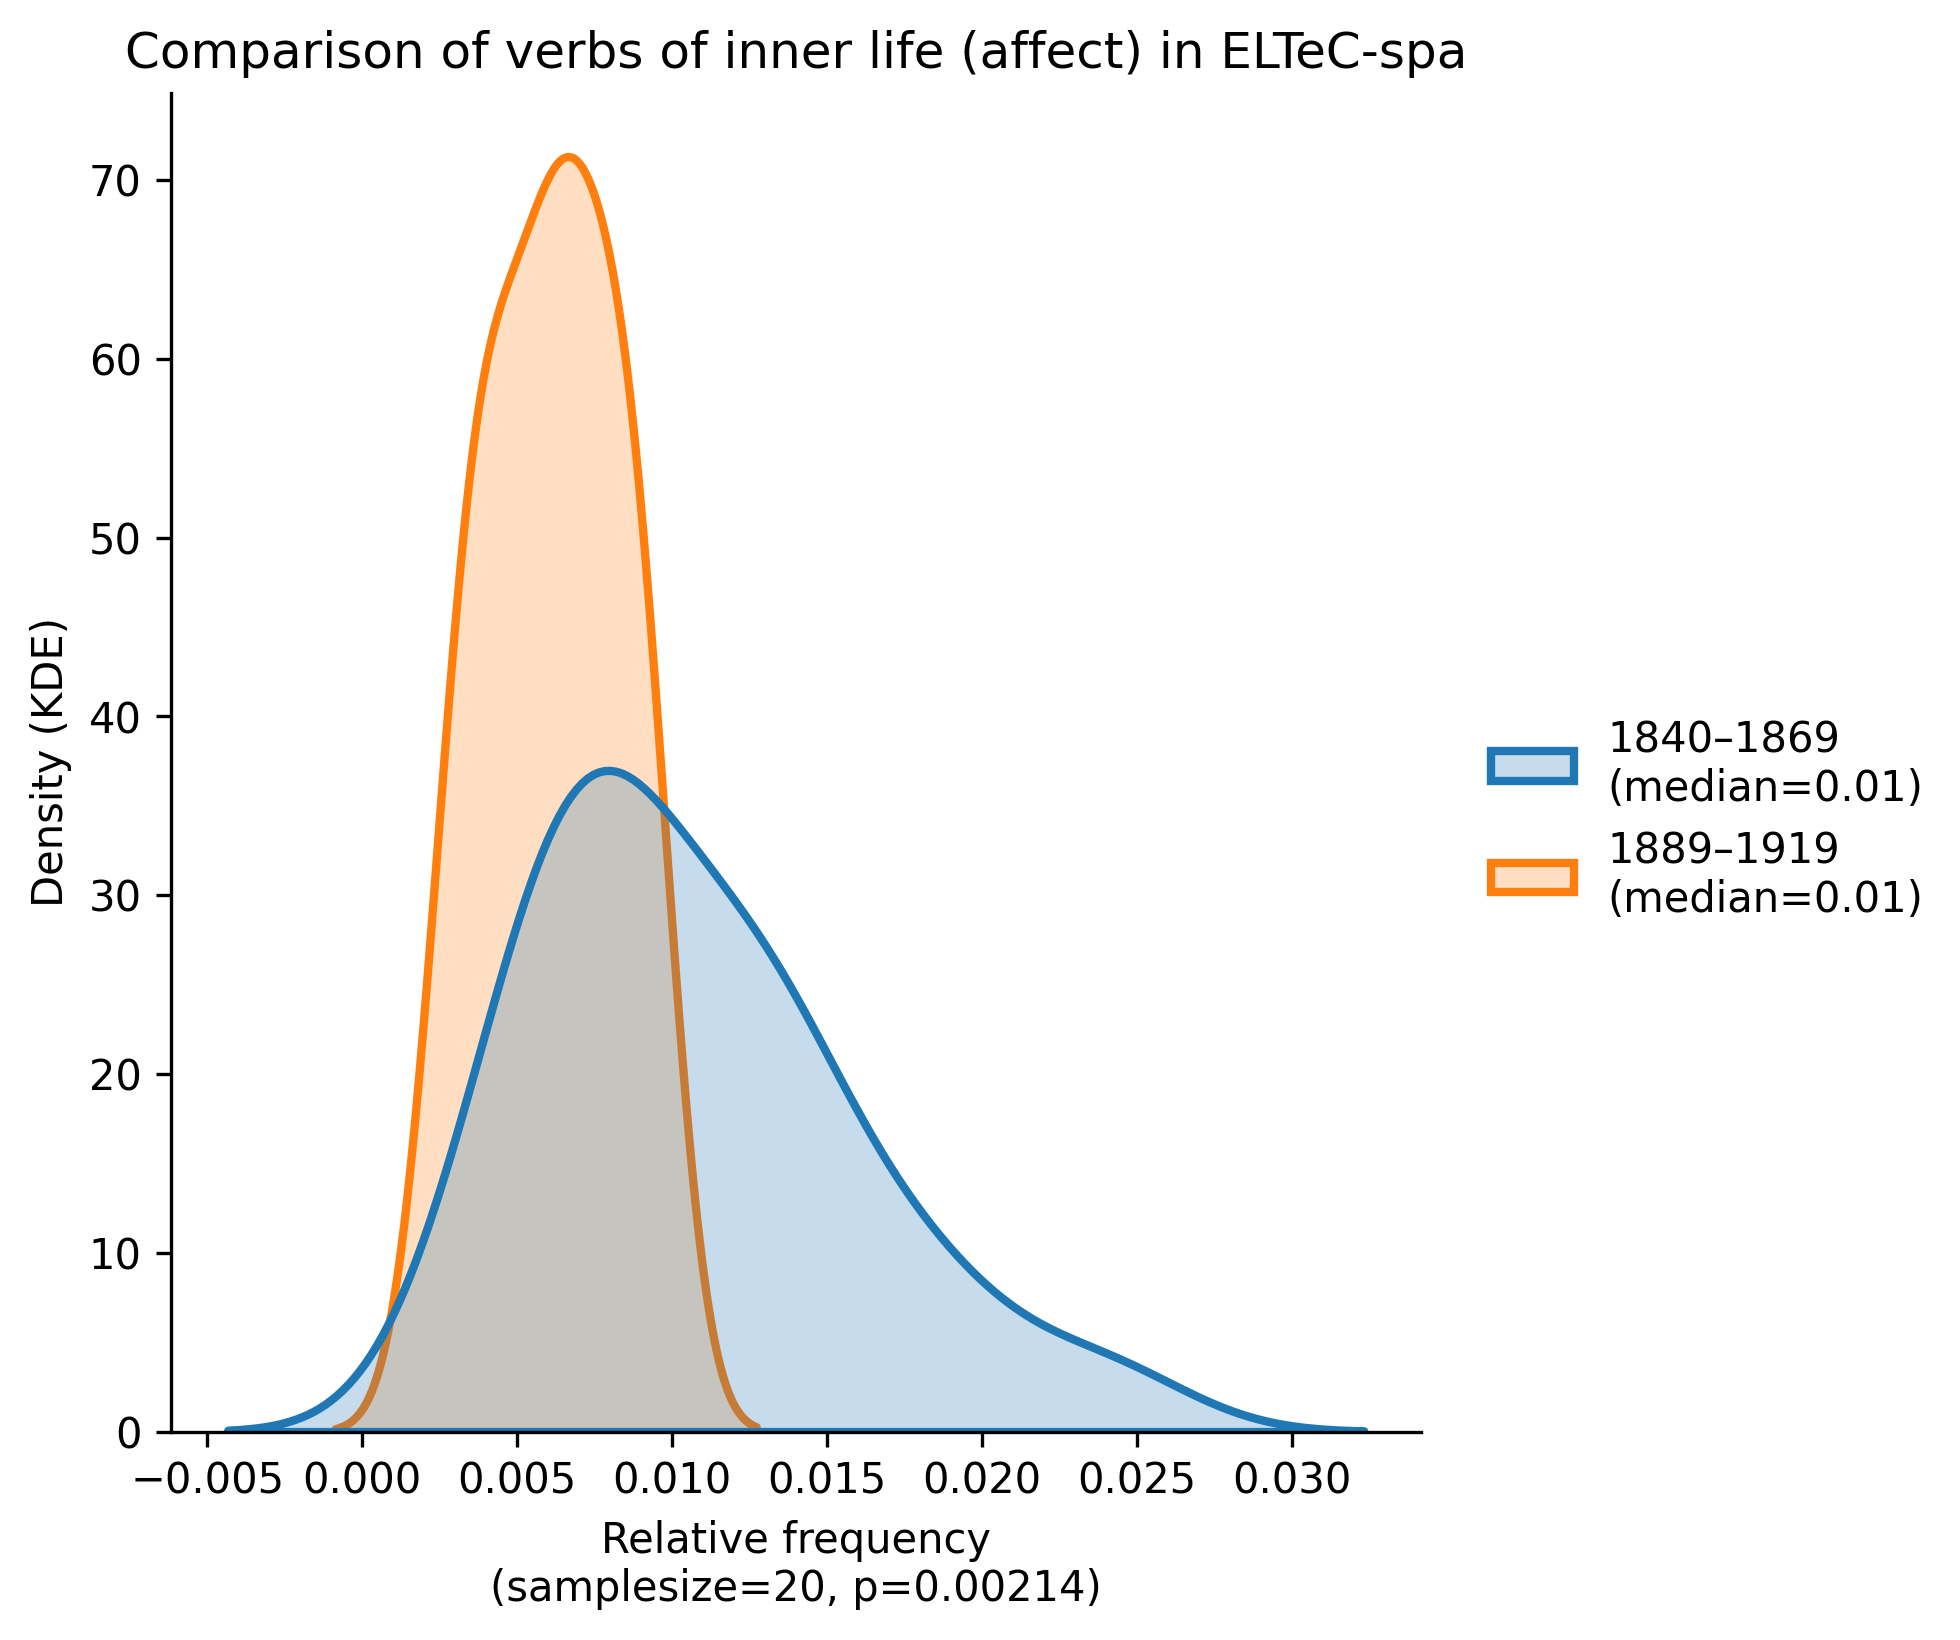 Comparison of verbs of inner life (affect) in ELTeC-spa
Density (KDE)
70
60
50
40
30
20
10
0
−0.005 0.000 0.005 0.010 0.015 0.020 0.025 0.030
Relative frequency
(samplesize=20, p=0.00214)
1840–1869
(median=0.01)
1889–1919
(median=0.01)